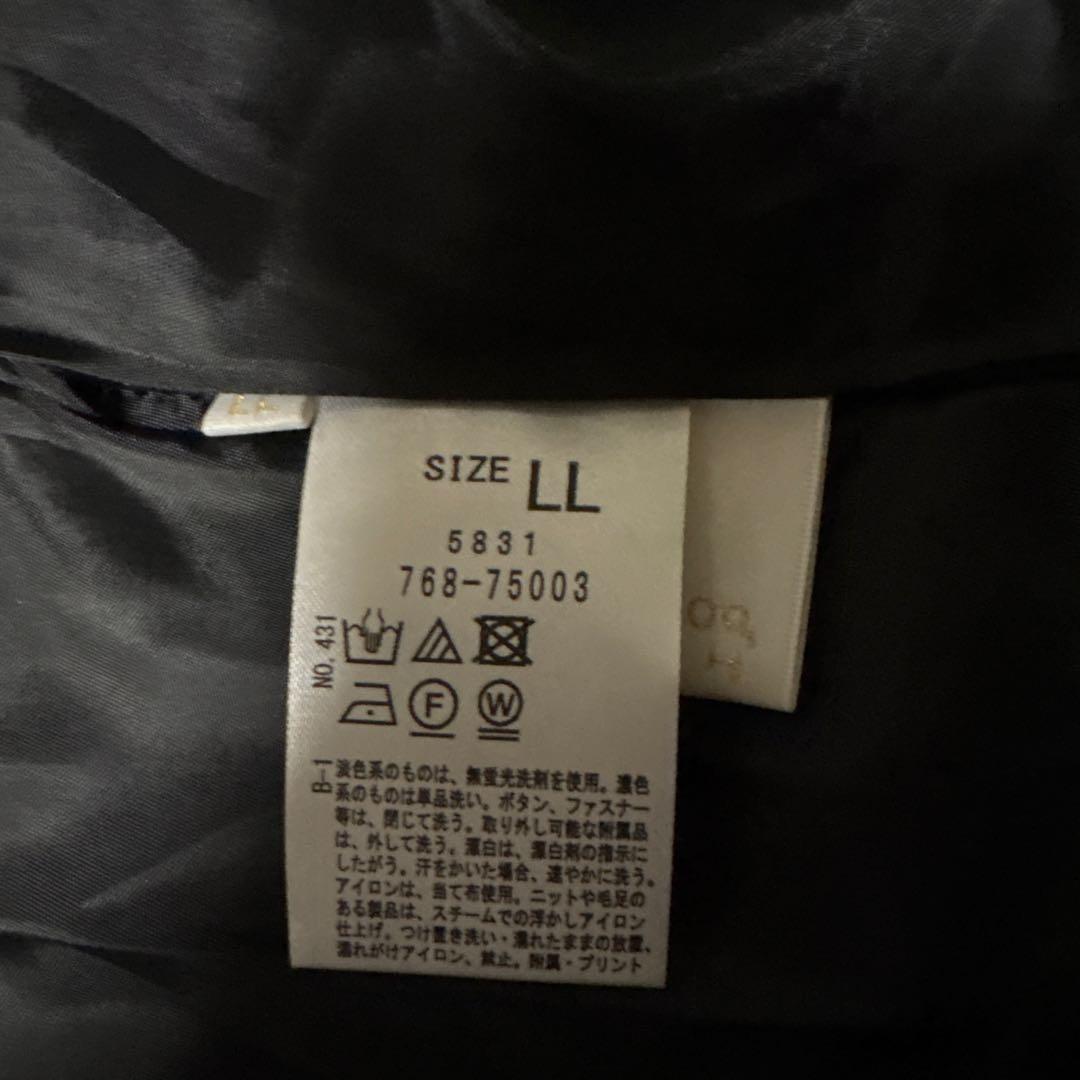 SIZE LL
5831
768-75003
NO.431
F
W
B-1
淡色系のものは、無蛍光洗剤を使用。濃色
系のものは単品洗い。ボタン、ファスナー
等は、閉じて洗う。取り外し可能な附属品
は、外して洗う。漂白は、漂白剤の指示に
したがう。汗をかいた場合、速やかに洗う。
アイロンは、当て布使用。ニットや毛足の
ある製品は、スチームでの浮かしアイロン
仕上げ。つけ置き洗い・濡れたままの放置、
濡れがけアイロン、禁止。附属・プリント